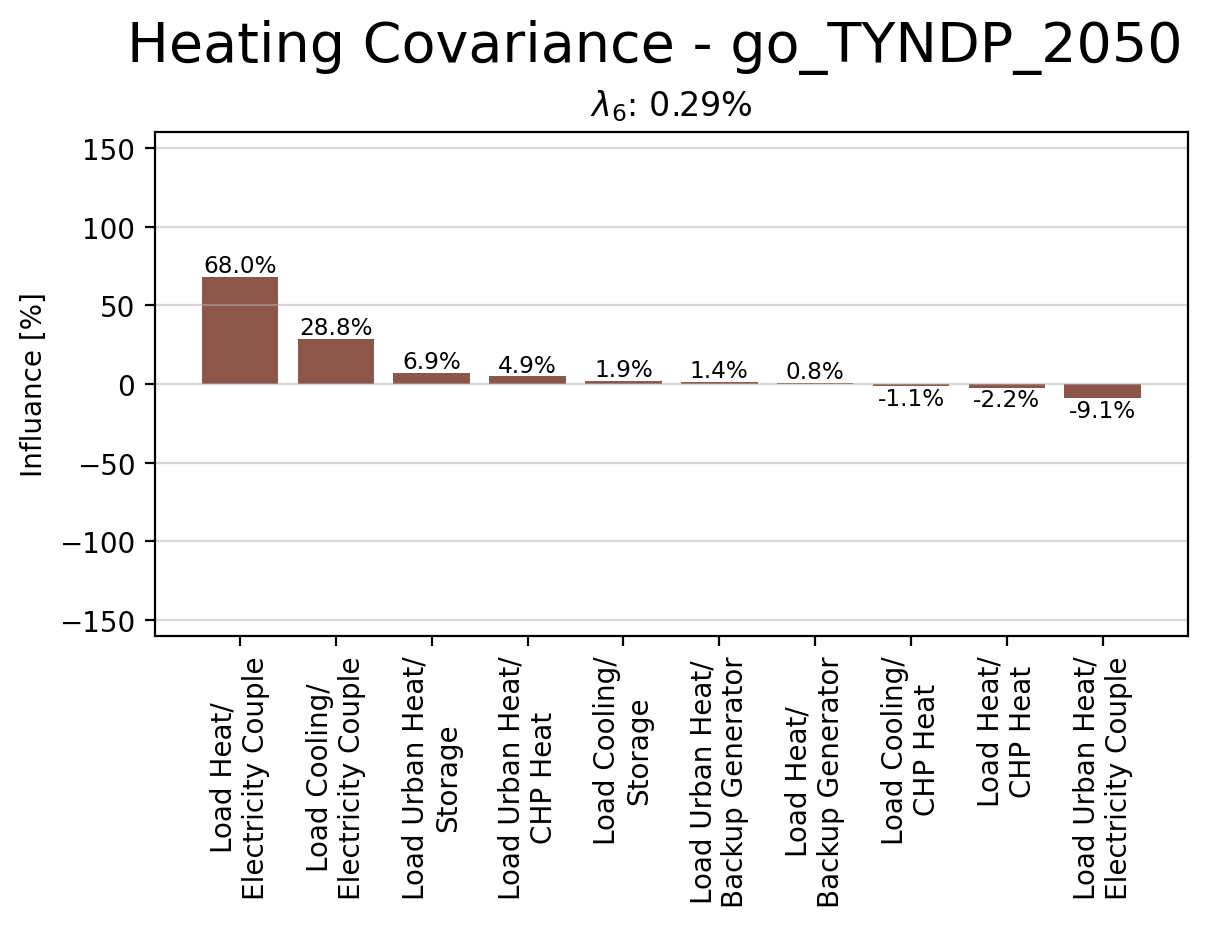 Heating Covariance - go_TYNDP_2050
λ6: 0.29%
Influance [%]
150
100
50
0
−50
−100
−150
68.0%
28.8%
6.9%
4.9%
1.9%
1.4%
0.8%
-1.1%
-2.2%
-9.1%
Load Heat/
Electricity Couple
Load Cooling/
Electricity Couple
Load Urban Heat/
Storage
Load Urban Heat/
CHP Heat
Load Cooling/
Storage
Load Urban Heat/
Backup Generator
Load Heat/
Backup Generator
Load Cooling/
CHP Heat
Load Heat/
CHP Heat
Load Urban Heat/
Electricity Couple